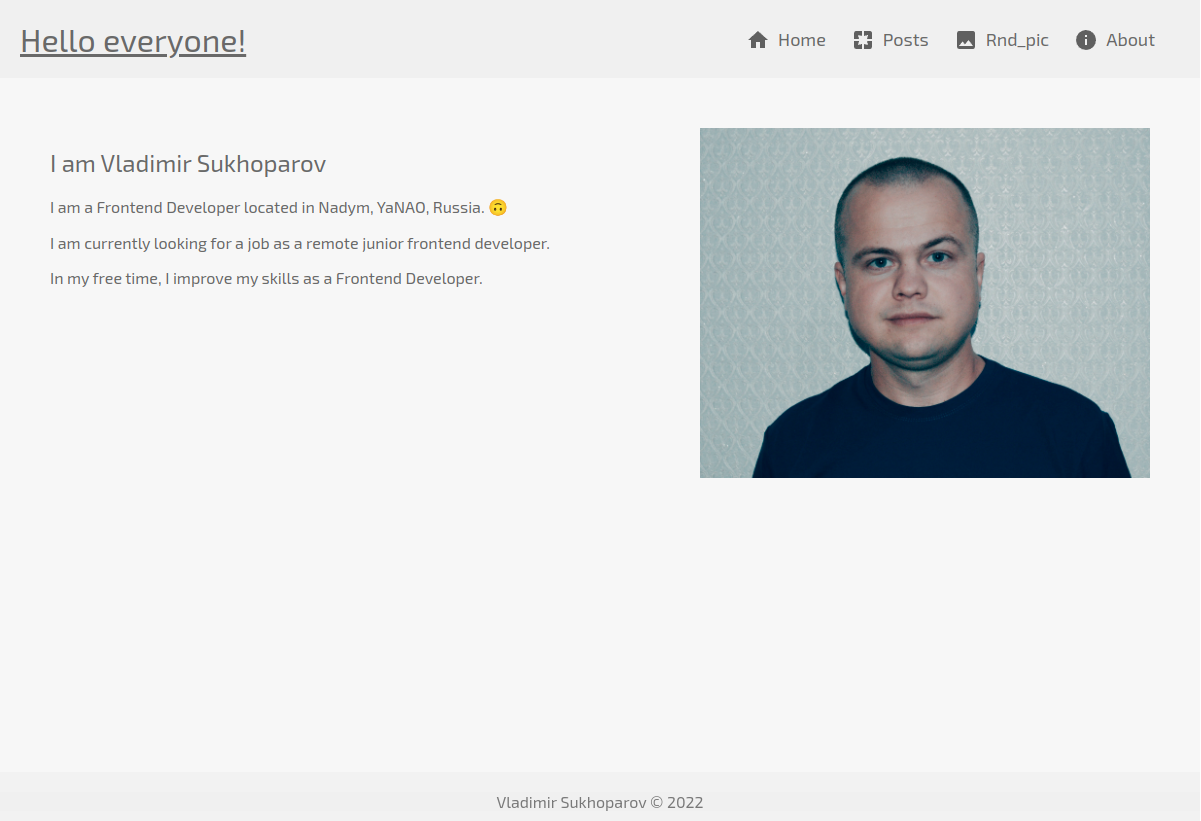 Hello everyone!
Home
Posts
Rnd_pic
About
I am Vladimir Sukhoparov
I am a Frontend Developer located in Nadym, YaNAO, Russia. 🙃
I am currently looking for a job as a remote junior frontend developer.
In my free time, I improve my skills as a Frontend Developer.
Vladimir Sukhoparov © 2022